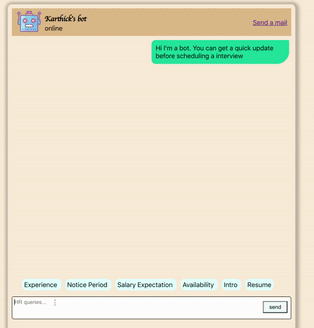 Karthick's bot
online
Send a mail
Hi I'm a bot. You can get a quick update
before scheduling a interview
Experience Notice Period Salary Expectation Availability Intro Resume
HR queries...
send